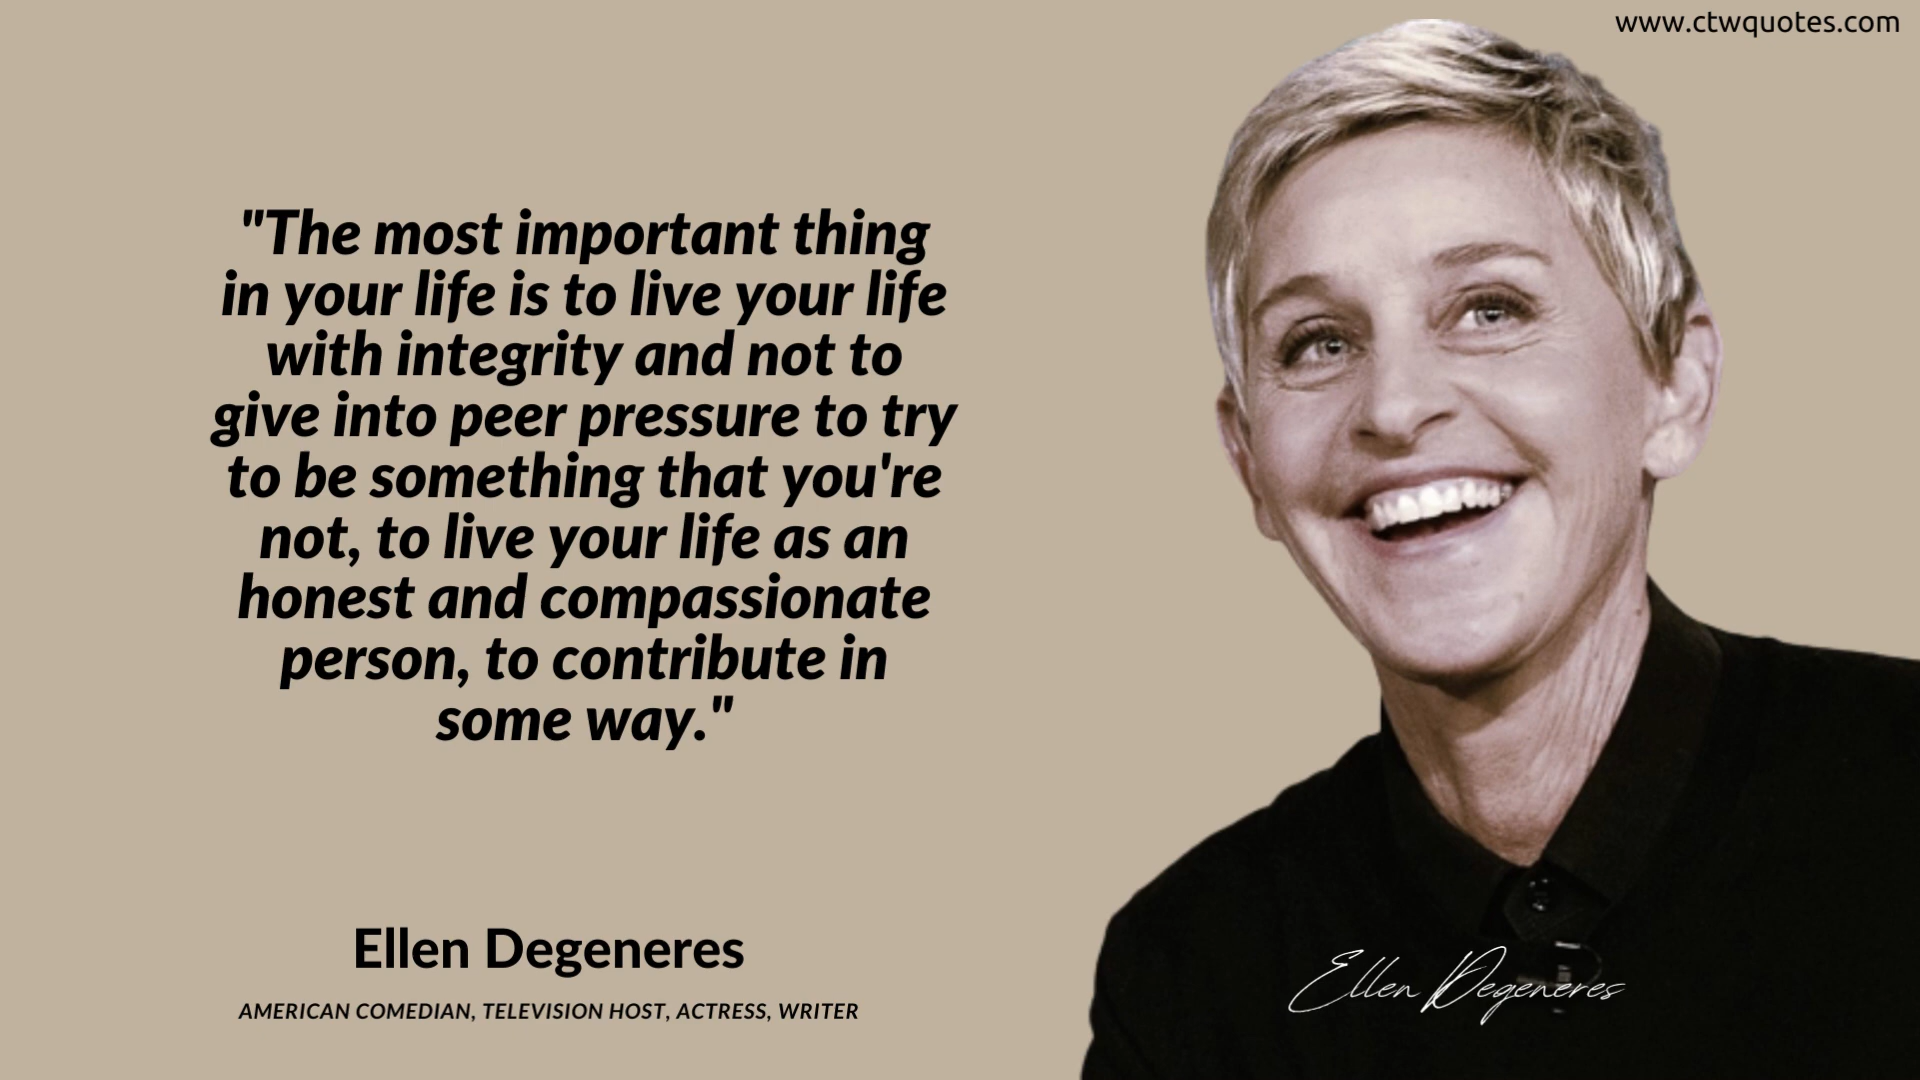 www.ctwquotes.com
"The most important thing
in your life is to live your life
with integrity and not to
give into peer pressure to try
to be something that you're
not, to live your life as an
honest and compassionate
person, to contribute in
some way."
Ellen Degeneres
AMERICAN COMEDIAN, TELEVISION HOST, ACTRESS, WRITER
Ellen Degeneres